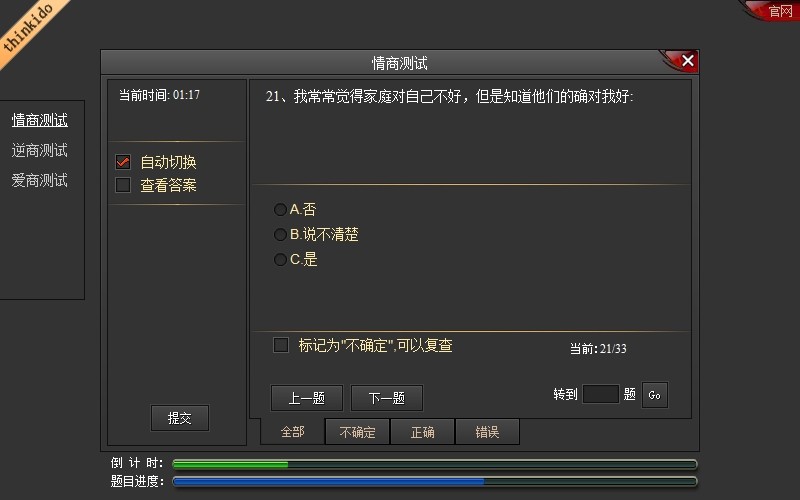 thinkido
官网
情商测试
情商测试
逆商测试
爱商测试
当前时间: 01:17
自动切换
查看答案
提交
21、我常常觉得家庭对自己不好，但是知道他们的确对我好:
A.否
B.说不清楚
C.是
标记为"不确定",可以复查
当前:21/33
上一题
下一题
转到
题
Go
全部
不确定
正确
错误
倒 计 时:
题目进度: